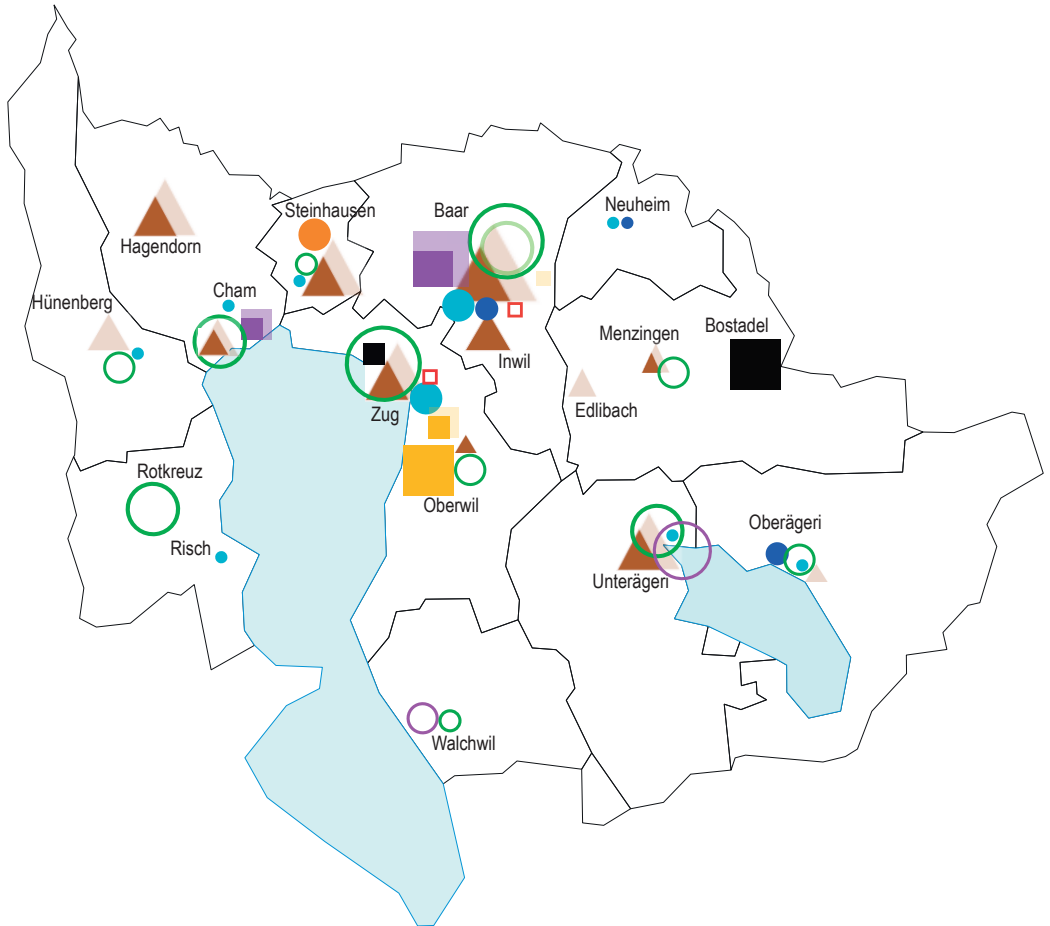 Neuheim
Steinhausen
Baar
Hagendorn
Cham
Hünenberg
Bostadel
Menzingen
Inwil
Edlibach
Zug
Rotkreuz
Oberwil
Oberägeri
Risch
Unterägeri
Walchwil